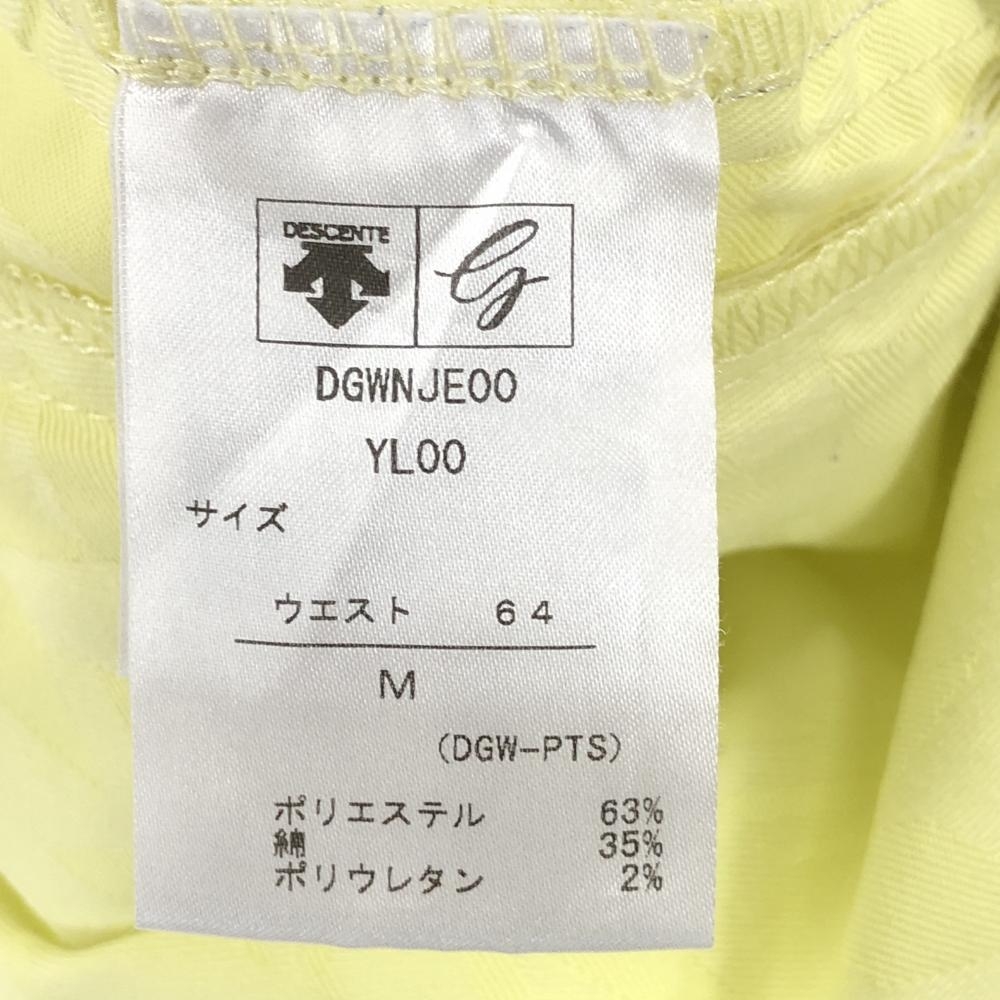 DESCENTE
G
DGWNJE00
YL00
サイズ
ウエスト 64
M
(DGW-PTS)
ポリエステル 63%
綿 35%
ポリウレタン 2%